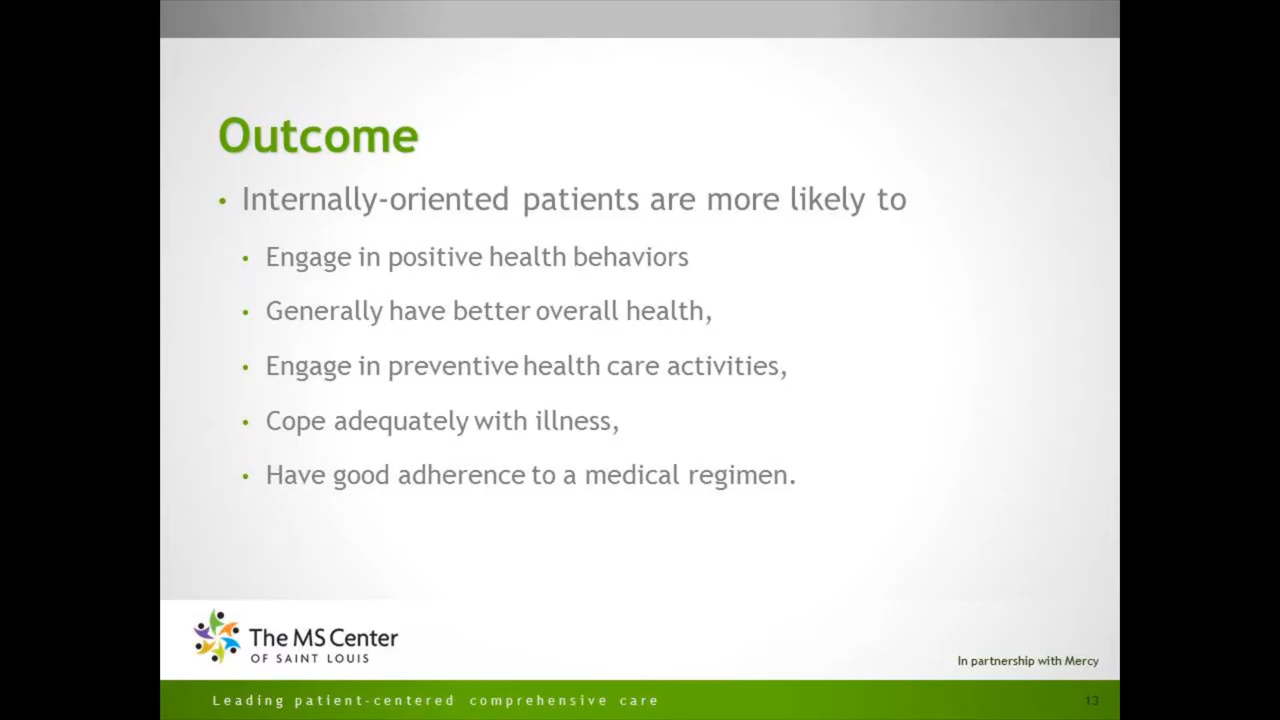 Outcome
• Internally-oriented patients are more likely to
• Engage in positive health behaviors
• Generally have better overall health,
• Engage in preventive health care activities,
• Cope adequately with illness,
• Have good adherence to a medical regimen.
The MS Center
OF SAINT LOUIS
In partnership with Mercy
Leading patient-centered comprehensive care
13